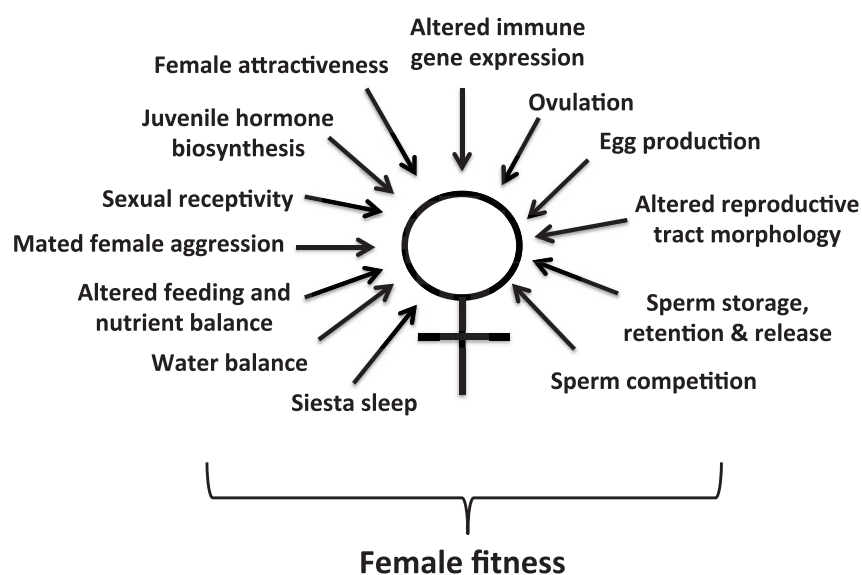 Altered immune
gene expression
Female attractiveness
Ovulation
Juvenile hormone
biosynthesis
Egg production
Sexual receptivity
Altered reproductive
tract morphology
Mated female aggression
Altered feeding and
nutrient balance
Sperm storage,
retention & release
Water balance
Sperm competition
Siesta sleep
Female fitness